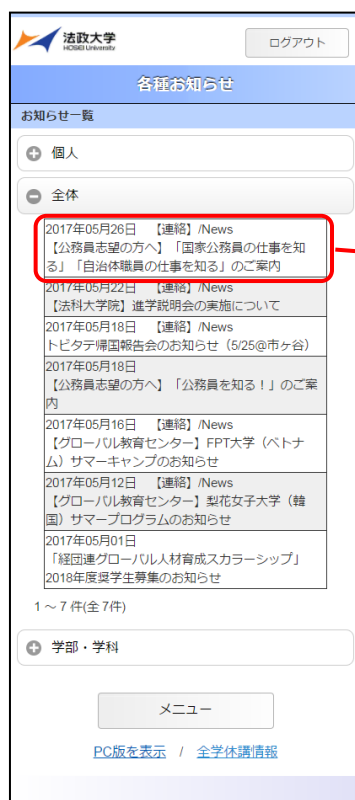 法政大学
HOSEI University
ログアウト
各種お知らせ
お知らせ一覧
個人
全体
2017年05月26日 【連絡】/News
【公務員志望の方へ】「国家公務員の仕事を知
る」「自治体職員の仕事を知る」のご案内
2017年05月22日 【連絡】/News
【法科大学院】進学説明会の実施について
2017年05月18日 【連絡】/News
トビタテ帰国報告会のお知らせ（5/25@市ヶ谷）
2017年05月18日
【公務員志望の方へ】「公務員を知る！」のご案
内
2017年05月16日 【連絡】/News
【グローバル教育センター】FPT大学（ベトナ
ム）サマーキャンプのお知らせ
2017年05月12日 【連絡】/News
【グローバル教育センター】梨花女子大学（韓
国）サマープログラムのお知らせ
2017年05月01日
「経団連グローバル人材育成スカラーシップ」
2018年度奨学生募集のお知らせ
1～7件(全7件)
学部・学科
メニュー
PC版を表示 / 全学休講情報